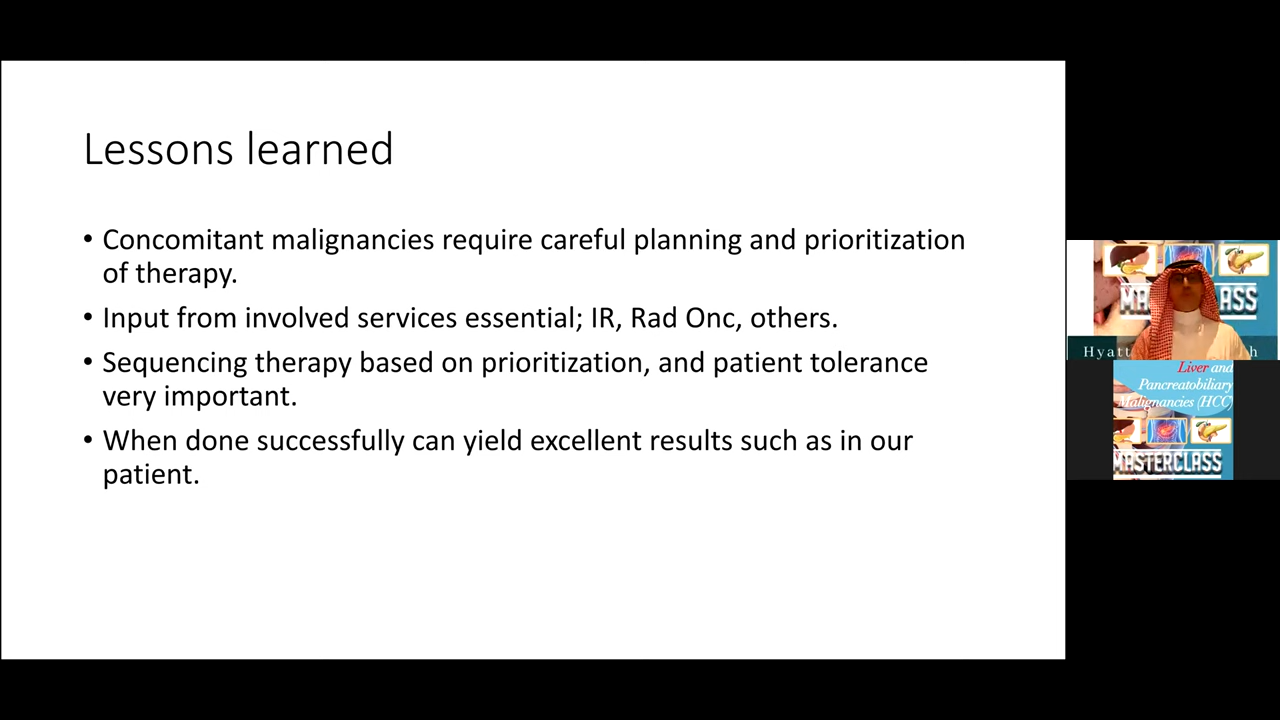 Lessons learned
• Concomitant malignancies require careful planning and prioritization
of therapy.
• Input from involved services essential; IR, Rad Onc, others.
• Sequencing therapy based on prioritization, and patient tolerance
very important.
• When done successfully can yield excellent results such as in our
patient.
MA ASS
Hyatt h
Liver and
Pancreatobiliary
Malignancies (HCC)
MASTERCLASS